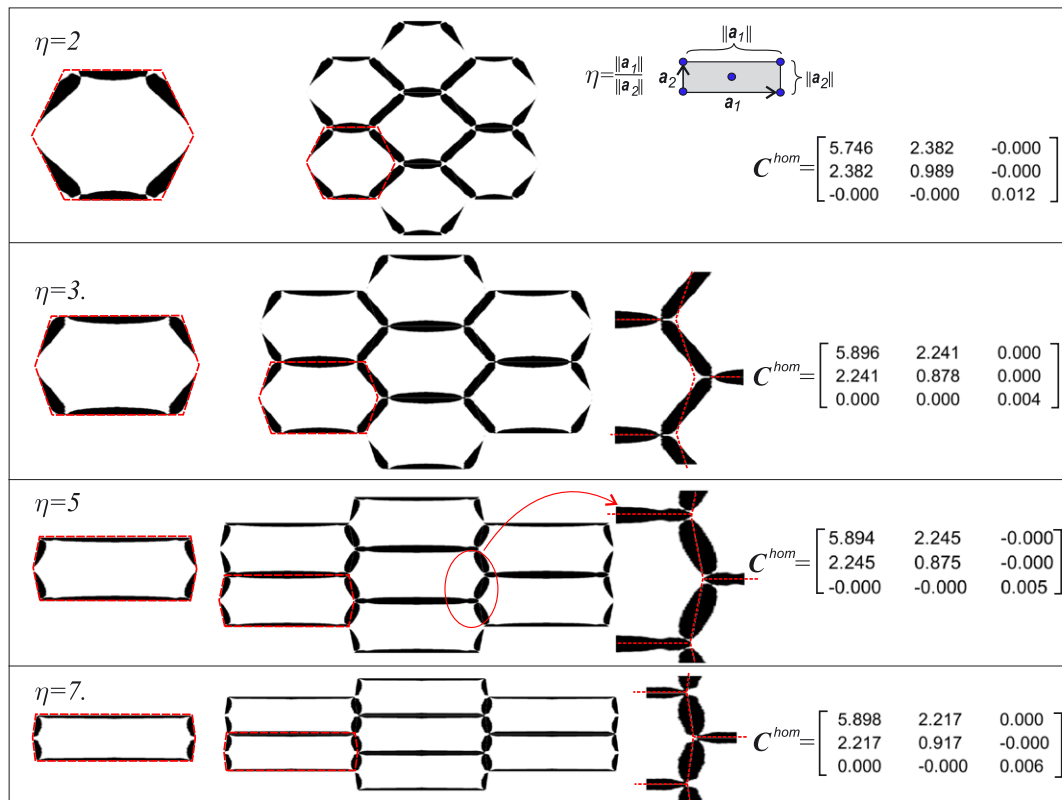 η=2
η=‖a₁‖/‖a₂‖
‖a₁‖
a₂
a₁
‖a₂‖
C^hom = [5.746 2.382 -0.000
2.382 0.989 -0.000
-0.000 -0.000 0.012]
η=3.
C^hom = [5.896 2.241 0.000
2.241 0.878 0.000
0.000 0.000 0.004]
η=5
C^hom = [5.894 2.245 -0.000
2.245 0.875 -0.000
-0.000 -0.000 0.005]
η=7.
C^hom = [5.898 2.217 0.000
2.217 0.917 -0.000
0.000 -0.000 0.006]